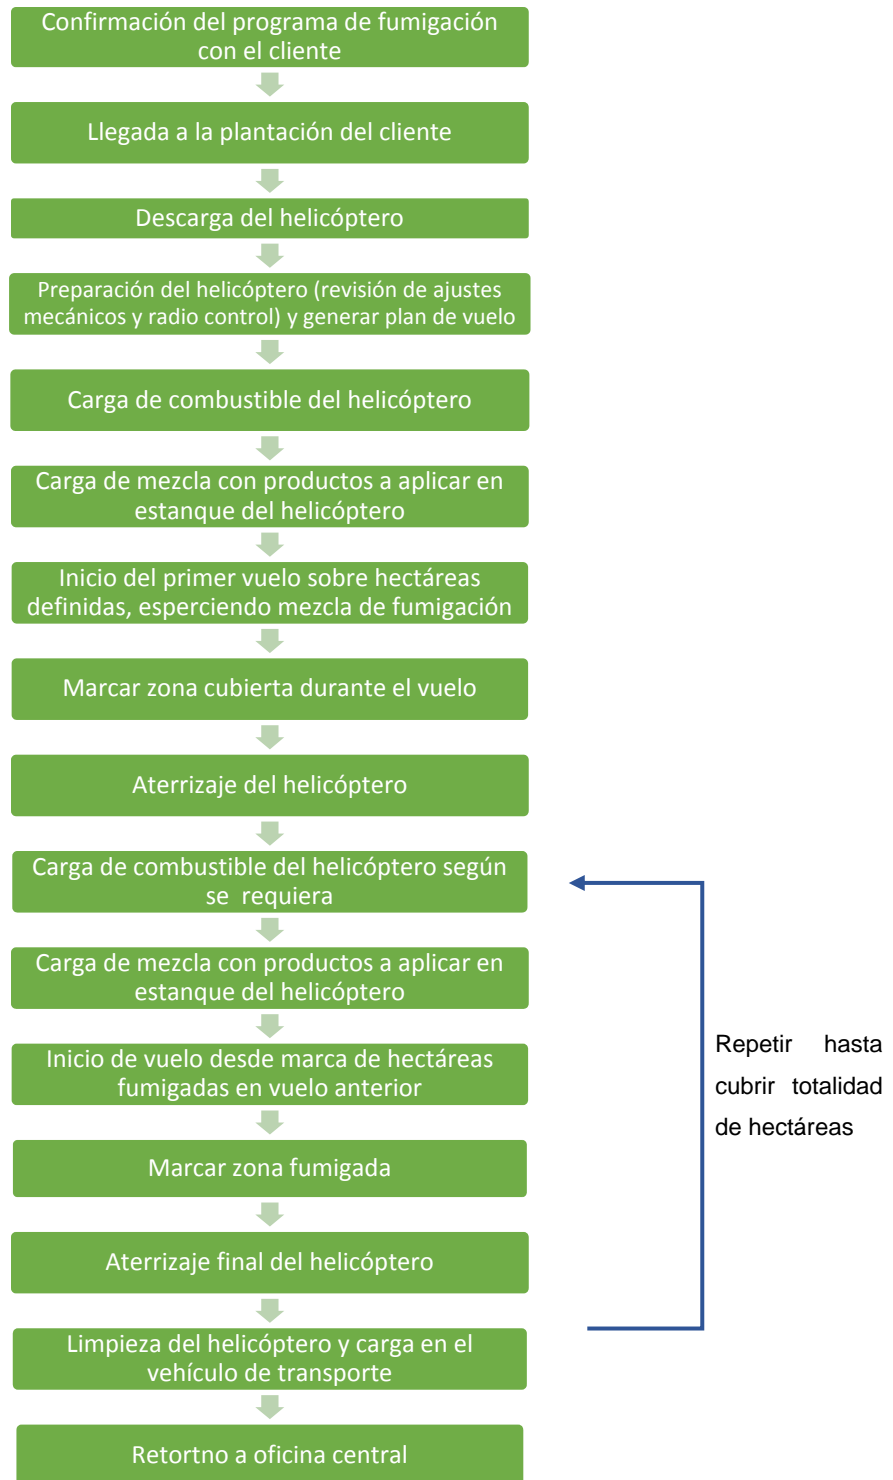 Confirmación del programa de fumigación
con el cliente
Llegada a la plantación del cliente
Descarga del helicóptero
Preparación del helicóptero (revisión de ajustes
mecánicos y radio control) y generar plan de vuelo
Carga de combustible del helicóptero
Carga de mezcla con productos a aplicar en
estanque del helicóptero
Inicio del primer vuelo sobre hectáreas
definidas, esperciendo mezcla de fumigación
Marcar zona cubierta durante el vuelo
Aterrizaje del helicóptero
Carga de combustible del helicóptero según
se requiera
Carga de mezcla con productos a aplicar en
estanque del helicóptero
Inicio de vuelo desde marca de hectáreas
fumigadas en vuelo anterior
Marcar zona fumigada
Aterrizaje final del helicóptero
Limpieza del helicóptero y carga en el
vehículo de transporte
Retortno a oficina central
Repetir hasta
cubrir totalidad
de hectáreas